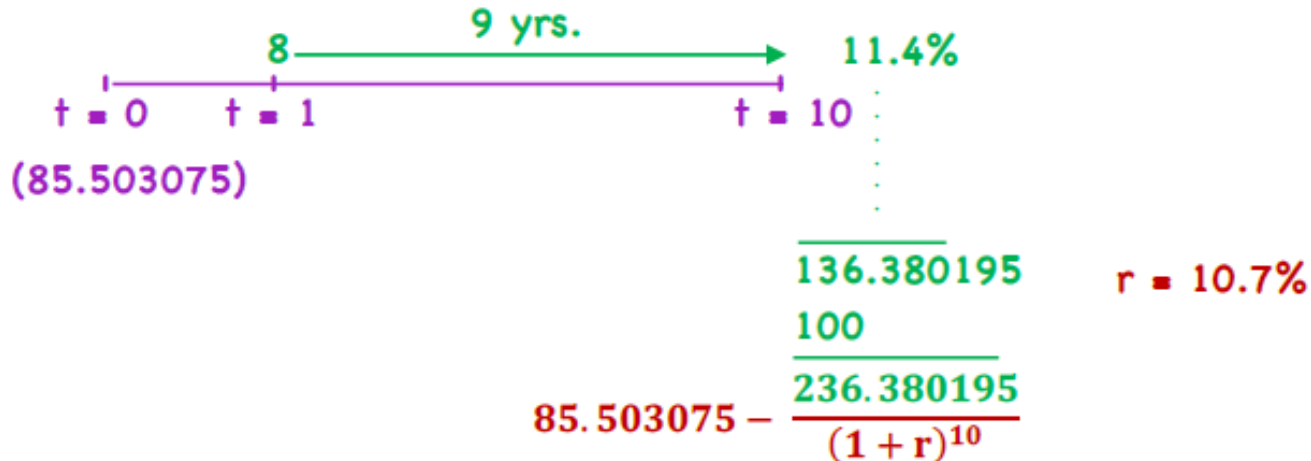 9 yrs.
8 11.4%
t = 0 t = 1 t = 10
(85.503075)
136.380195 r = 10.7%
100
236.380195
85.503075 −
(1 + r)^10